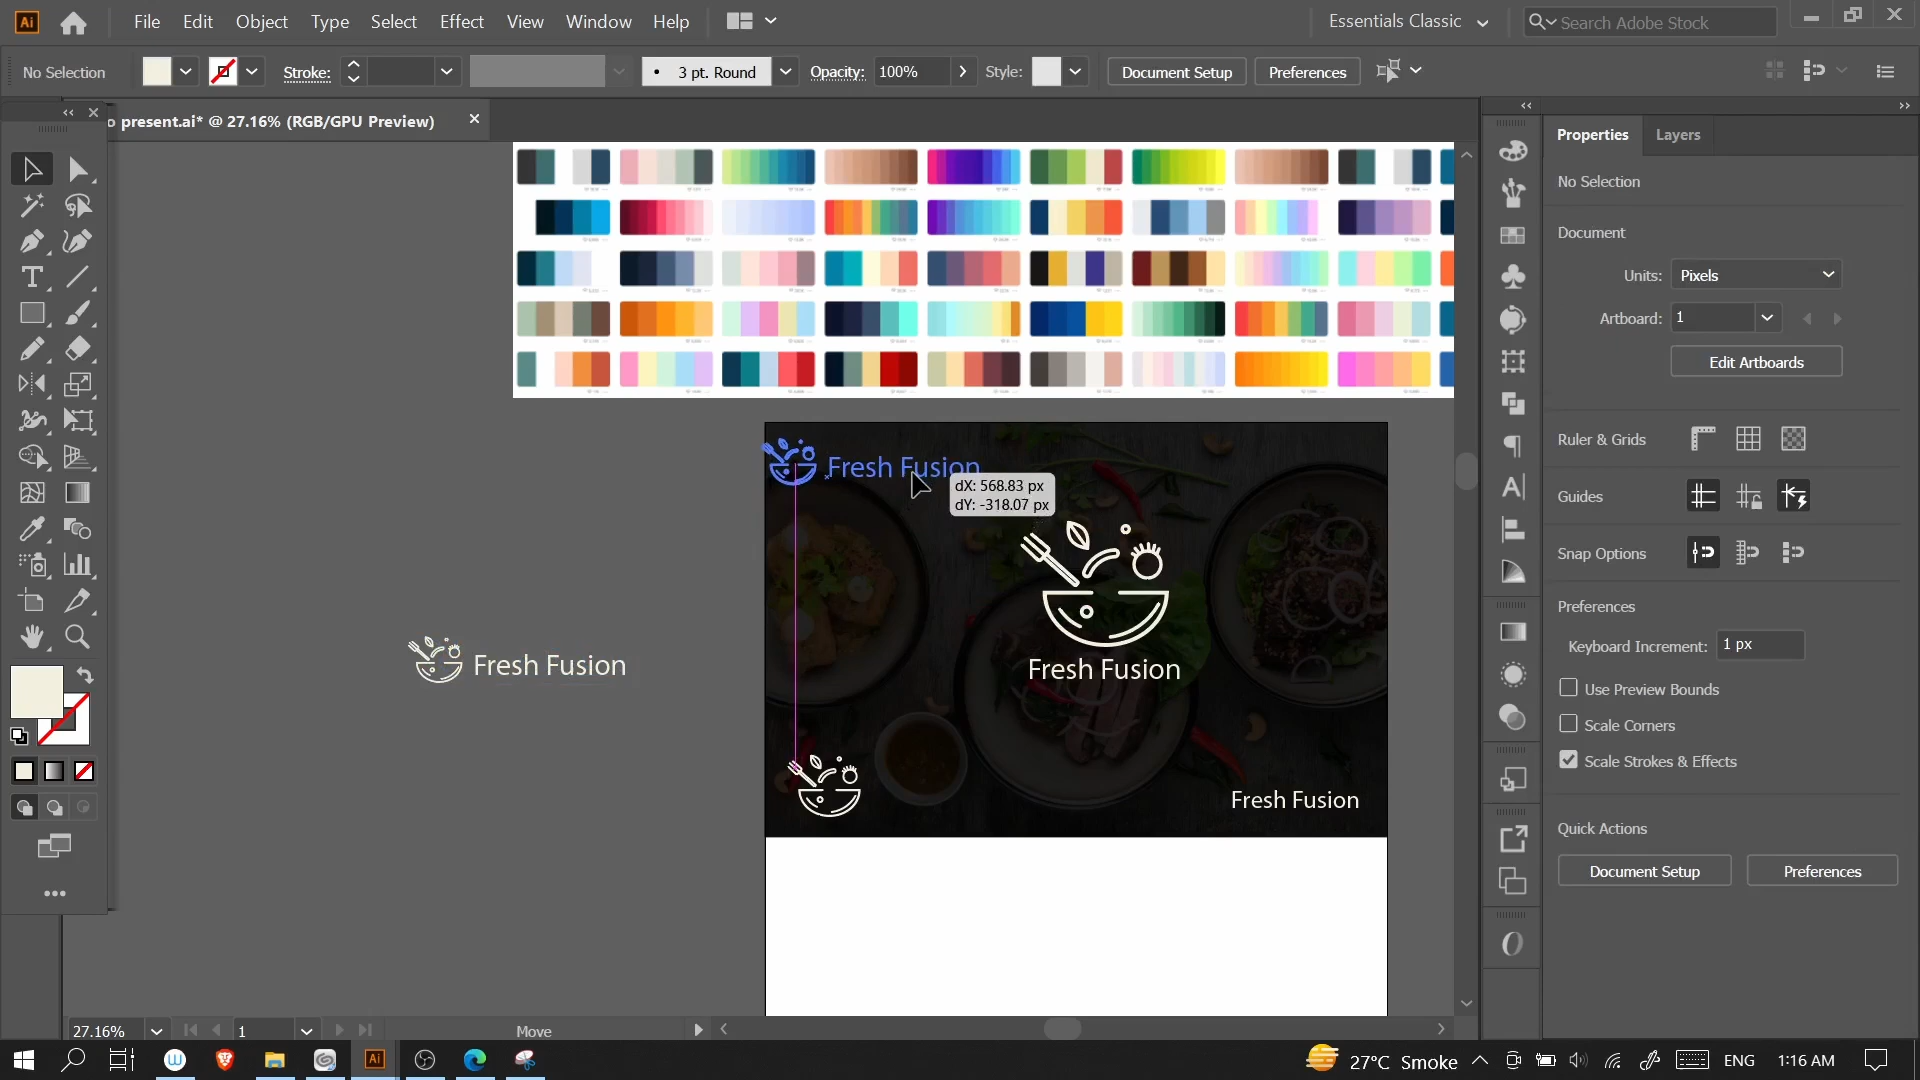 Ai
File Edit Object Type Select Effect View Window Help
Essentials Classic
Search Adobe Stock
No Selection
Stroke:
3 pt. Round
Opacity: 100%
Style:
Document Setup
Preferences
o present.ai* @ 27.16% (RGB/GPU Preview)
Properties
Layers
No Selection
Document
Units: Pixels
Artboard: 1
Edit Artboards
Ruler & Grids
Guides
Snap Options
Preferences
Keyboard Increment: 1 px
Use Preview Bounds
Scale Corners
Scale Strokes & Effects
Quick Actions
Document Setup
Preferences
Fresh Fusion
dX: 568.83 px
dY: -318.07 px
Fresh Fusion
Fresh Fusion
Fresh Fusion
27.16%
1
Move
Ai
27°C Smoke
ENG
1:16 AM